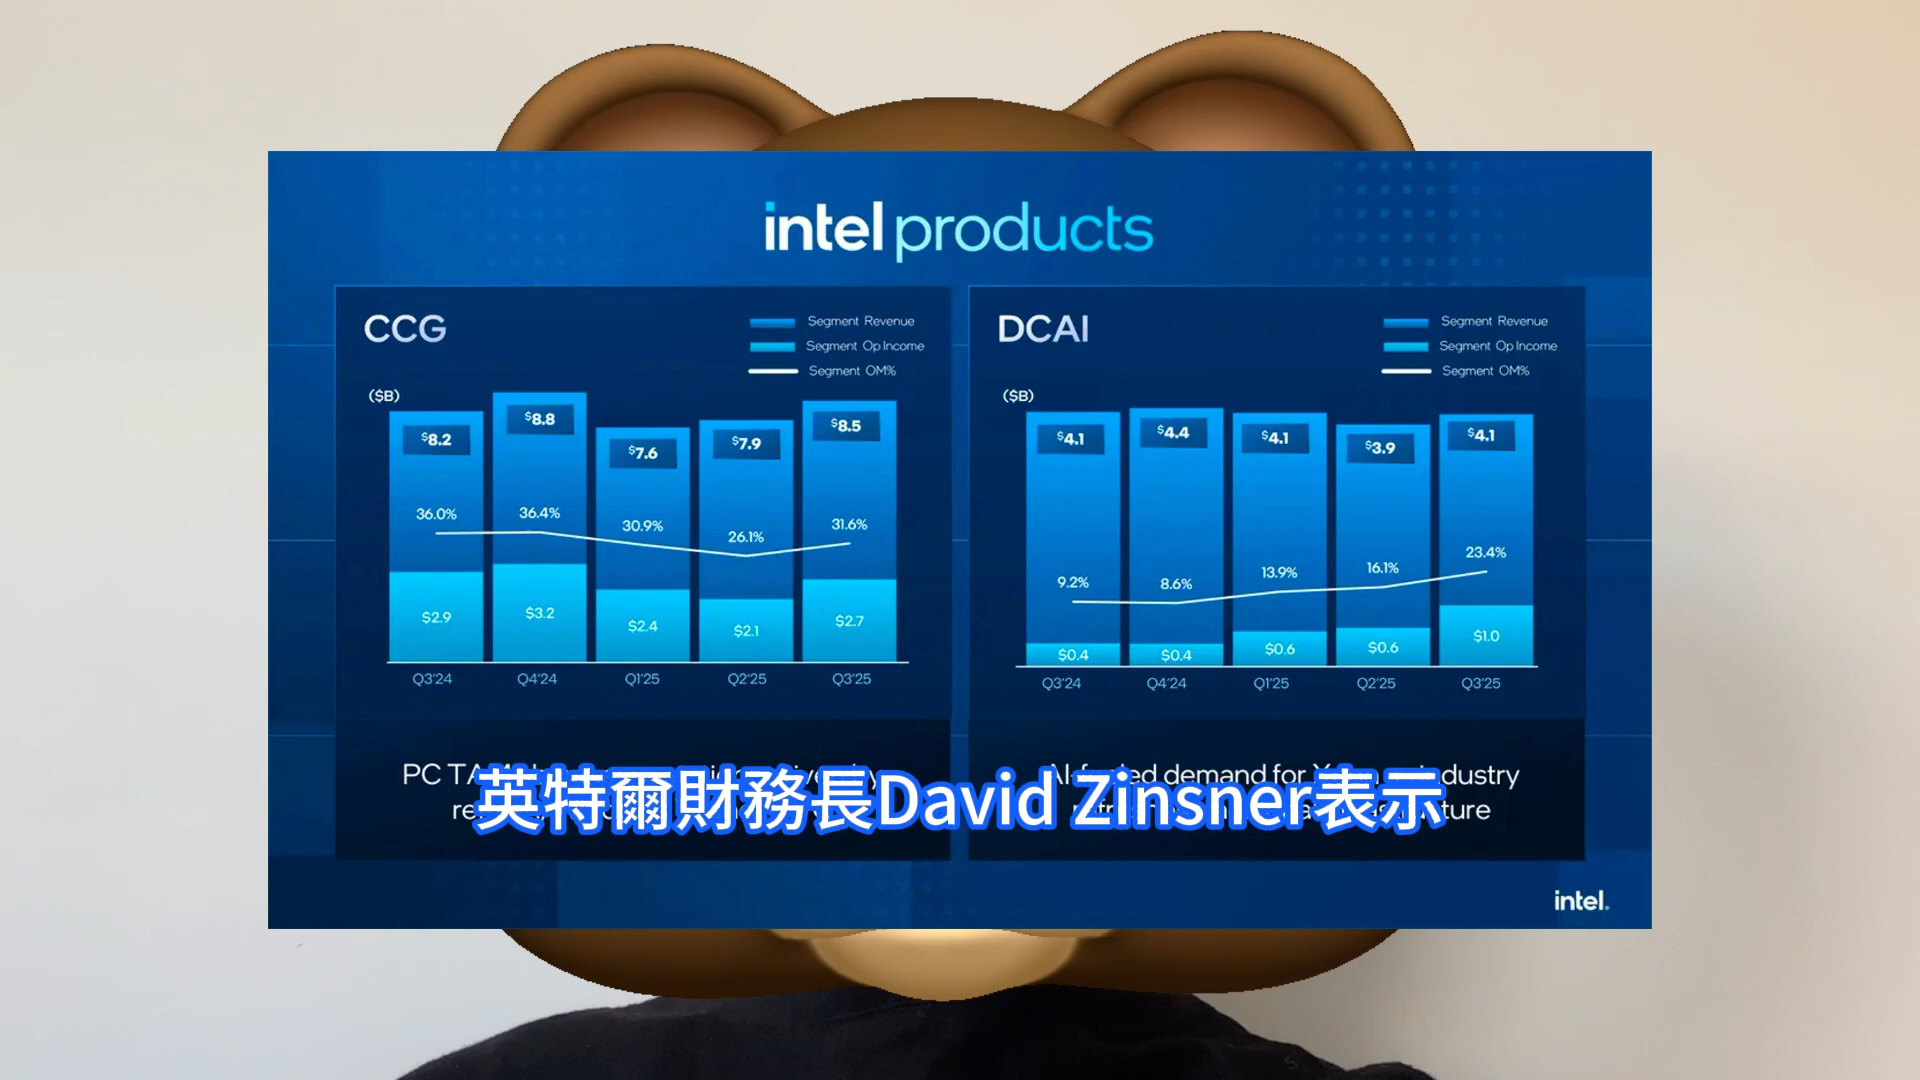 intel products
CCG
Segment Revenue
Segment Op Income
Segment OM%
($B)
$8.2
$8.8
$7.6
$7.9
$8.5
36.0%
36.4%
30.9%
26.1%
31.6%
$2.9
$3.2
$2.4
$2.1
$2.7
Q3'24
Q4'24
Q1'25
Q2'25
Q3'25
DCAI
Segment Revenue
Segment Op Income
Segment OM%
($B)
$4.1
$4.4
$4.1
$3.9
$4.1
9.2%
8.6%
13.9%
16.1%
23.4%
$0.4
$0.4
$0.6
$0.6
$1.0
Q3'24
Q4'24
Q1'25
Q2'25
Q3'25
PC
demand for
英特爾財務長David Zinsner表示
intel.